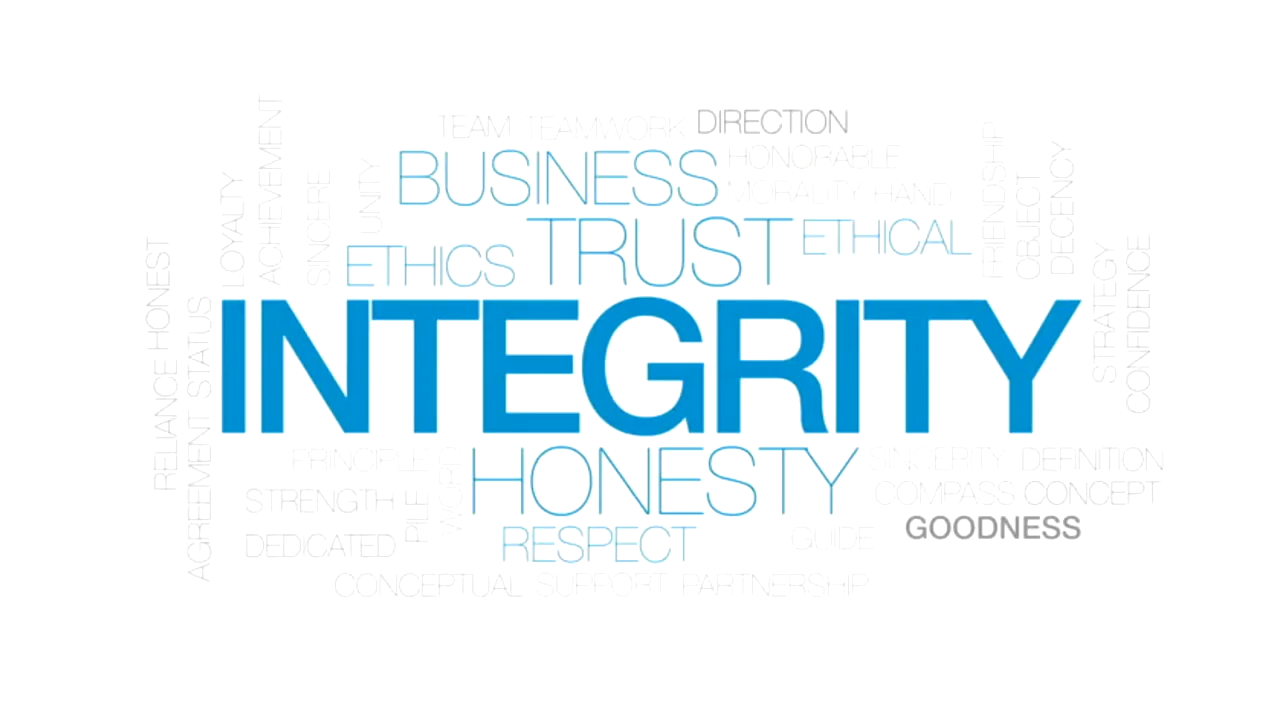 TEAM TEAMWORK DIRECTION
BUSINESS HONORABLE
MORALITY HAND
ETHICS TRUST ETHICAL
INTEGRITY
PRINCIPLES HONESTY SINCERITY DEFINITION
STRENGTH COMPASS CONCEPT
DEDICATED RESPECT GUIDE GOODNESS
CONCEPTUAL SUPPORT PARTNERSHIP
RELIANCE HONEST
AGREEMENT STATUS
LOYALTY
ACHIEVEMENT
SINCERE
UNITY
PILE
WORK
FRIENDSHIP
OBJECT
DECENCY
STRATEGY
CONFIDENCE